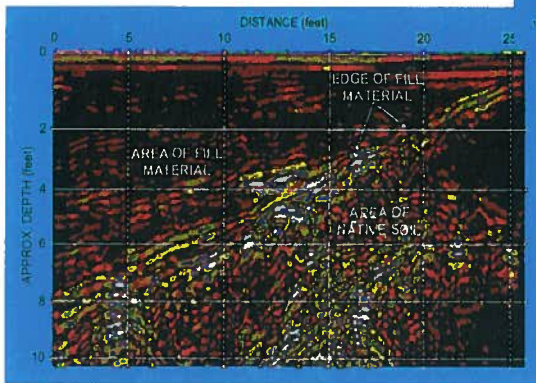 DISTANCE (feet)
0 5 10 15 20 25
APPROX. DEPTH (feet)
0
2
4
6
8
10
EDGE OF FILL
MATERIAL
AREA OF FILL
MATERIAL
AREA OF
NATIVE SOIL